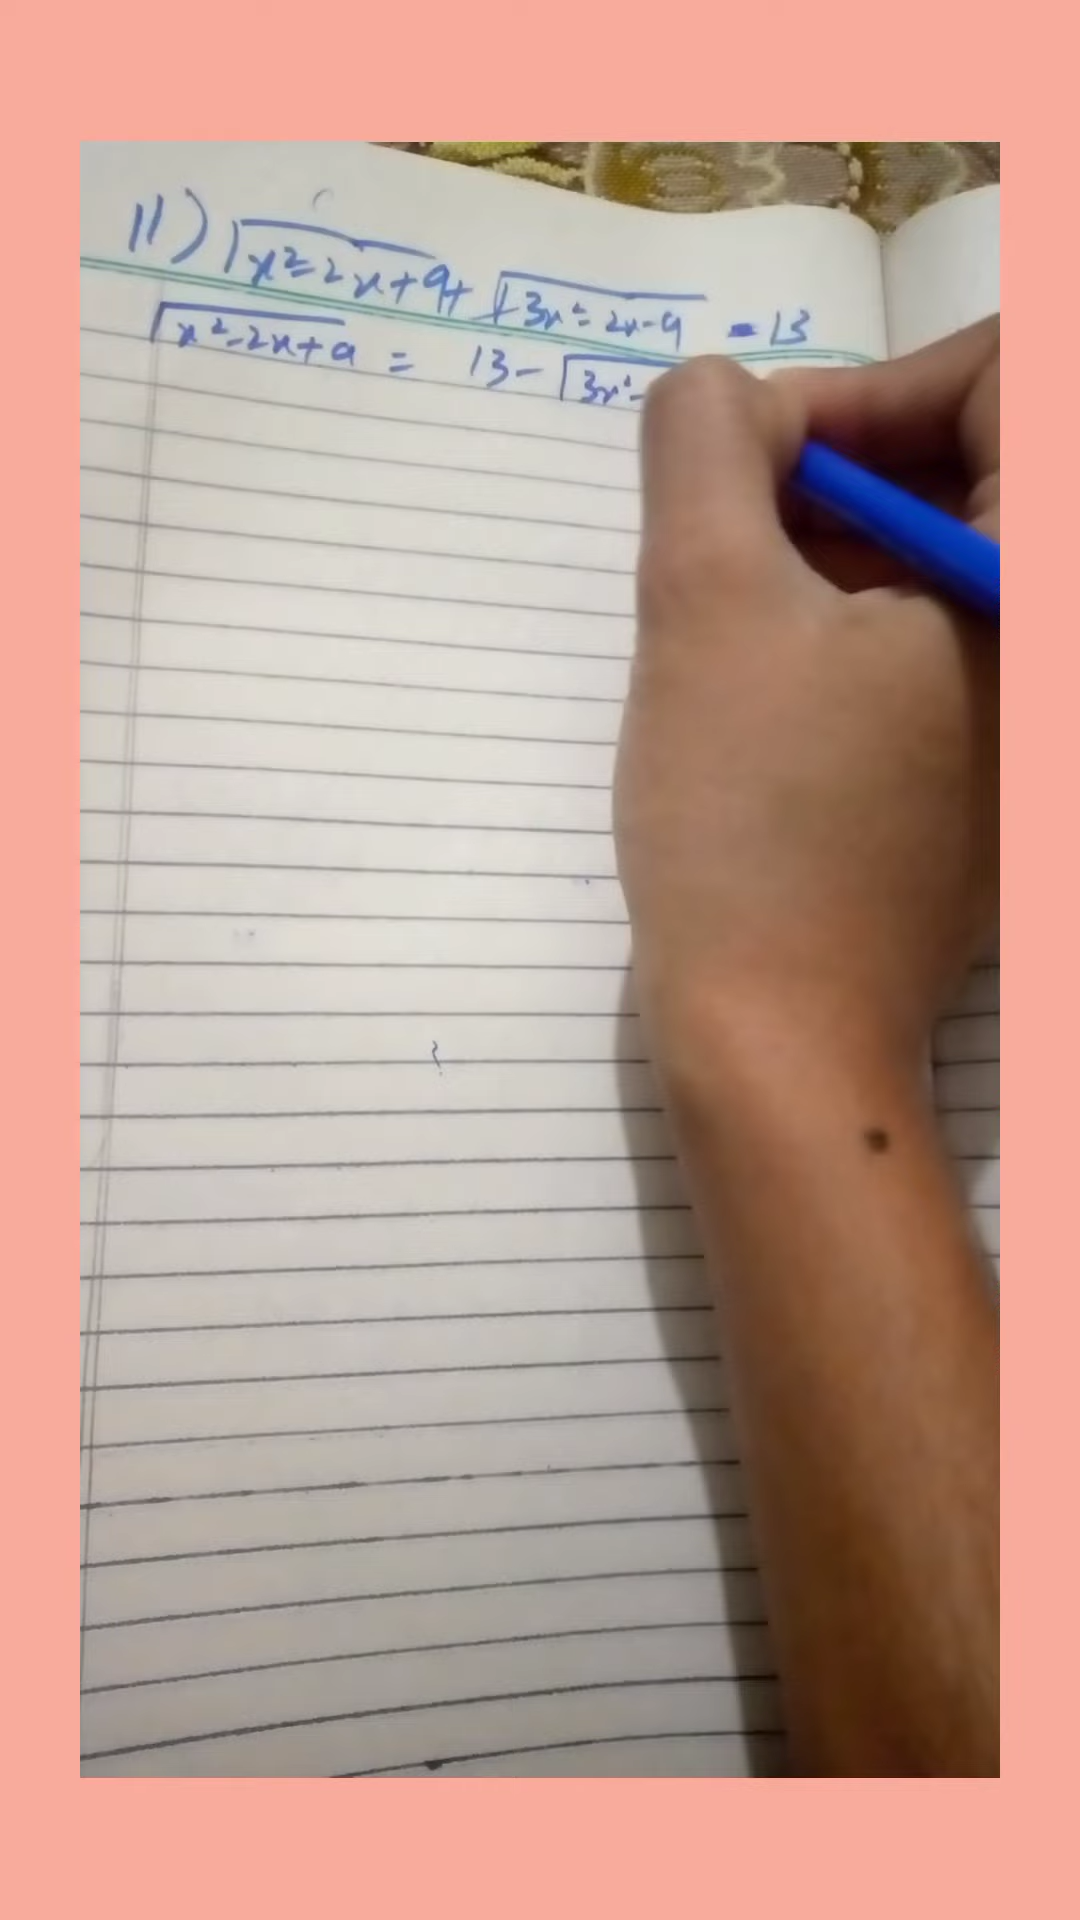 11) √x²-2x+9 + √3x²-2x-9 = 13
√x²-2x+9 = 13-√3x²-